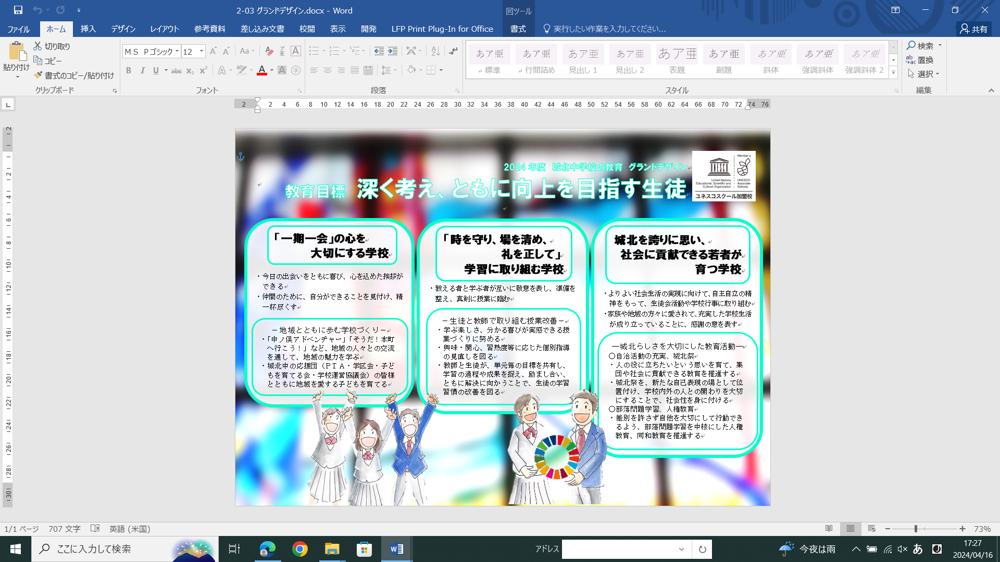 2-03 グランドデザイン.docx - Word
図ツール
ファイル ホーム 挿入 デザイン レイアウト 参考資料 差し込み文書 校閲 表示 開発 LFP Print Plug-In for Office 書式 実行したい作業を入力してください... 共有
貼り付け
切り取り
コピー
書式のコピー/貼り付け
クリップボード
ＭＳ Ｐゴシック 12
フォント
段落
あア亜 あア亜 あア亜 あア亜 あア亜 あア亜 あア亜 あア亜 あア亜
標準 行間詰め 見出し 1 見出し 2 表題 副題 斜体 強調斜体 強調斜体 2
スタイル
検索
置換
選択
編集
2 2 4 6 8 10 12 14 16 18 20 22 24 26 28 30 32 34 36 38 40 42 44 46 48 50 52 54 56 58 60 62 64 66 68 70 72 74 76
2024 年度 城北中学校の教育 グランドデザイン
教育目標 深く考え、ともに向上を目指す生徒
Member of
UNESCO
United Nations
Educational, Scientific and
Cultural Organization
UNESCO
Associate
Schools
ユネスコスクール加盟校
「一期一会」の心を
大切にする学校
・今日の出会いをともに喜び、心を込めた挨拶が
できる
・仲間のために、自分ができることを見付け、精
一杯尽くす
－地域とともに歩む学校づくり－
・「中ノ俣アドベンチャー」「そうだ！本町
へ行こう！」など、地域の人々との交流
を通して、地域の魅力を学ぶ
・城北中の応援団（ＰＴＡ・学区会・子ど
もを育てる会・学校運営協議会）の皆様
とともに地域を愛する子どもを育てる
「時を守り、場を清め、
礼を正して」
学習に取り組む学校
・教える者と学ぶ者が互いに敬意を表し、準備を
整え、真剣に授業に臨む
－生徒と教師で取り組む授業改善－
・学ぶ楽しさ、分かる喜びが実感できる授
業づくりに努める
・興味・関心、習熟度等に応じた個別指導
の見直しを図る
・教師と生徒が、単元毎の目標を共有し、
学習の過程や成果を捉え、励まし合い、
ともに解決に向かうことで、生徒の学習
習慣の改善を図る
城北を誇りに思い、
社会に貢献できる若者が
育つ学校
・よりよい社会生活の実現に向けて、自主自立の精
神をもって、生徒会活動や学校行事に取り組む
・家族や地域の方々に愛されて、充実した学校生活
が成り立っていることに、感謝の意を表す
―城北らしさを大切にした教育活動―
〇自治活動の充実、城北祭
・人の役に立ちたいという思いを育て、集
団や社会に貢献できる教育を推進する
・城北祭を、新たな自己表現の場として位
置付け、学校内外の人との関わりを大切
にすることで、社会性を身に付ける
〇部落問題学習、人権教育
・差別を許さず自他を大切にして行動でき
るよう、部落問題学習を中核にした人権
教育、同和教育を推進する
1/1 ページ 707 文字 英語 (米国) 73%
ここに入力して検索
アドレス
今夜は雨
あ
17:27
2024/04/16